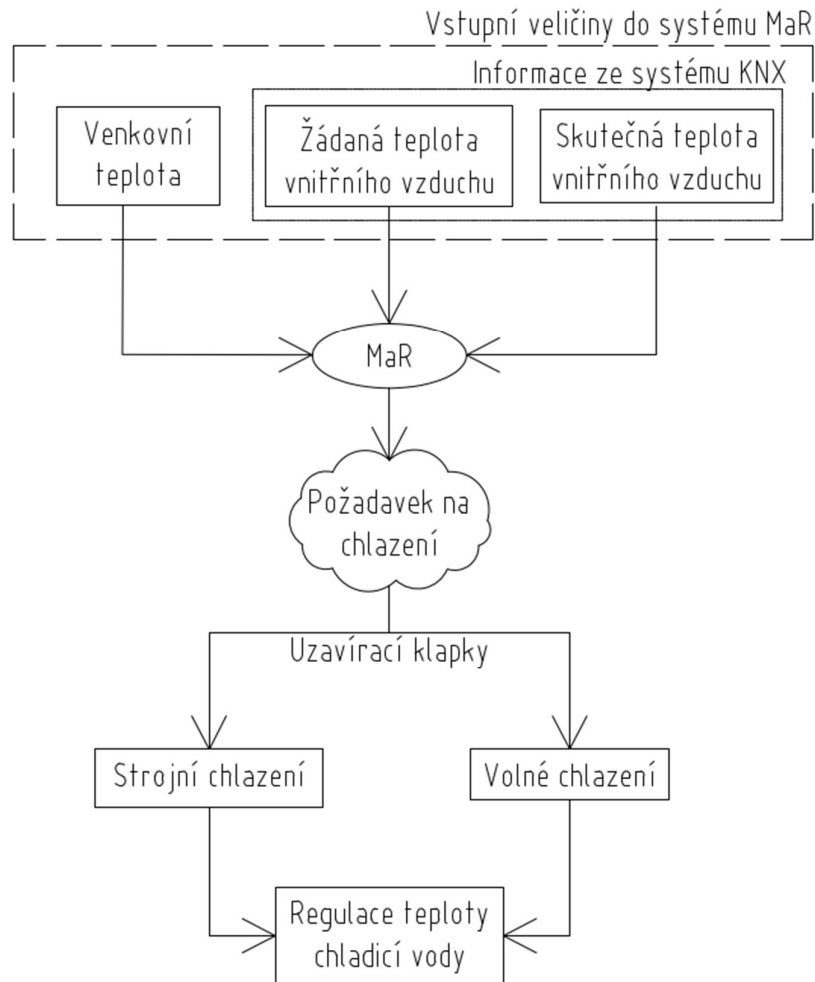 Vstupní veličiny do systému MaR
Informace ze systému KNX
Venkovní
teplota
Žádaná teplota
vnitřního vzduchu
Skutečná teplota
vnitřního vzduchu
MaR
Požadavek na
chlazení
Uzavírací klapky
Strojní chlazení
Volné chlazení
Regulace teploty
chladicí vody